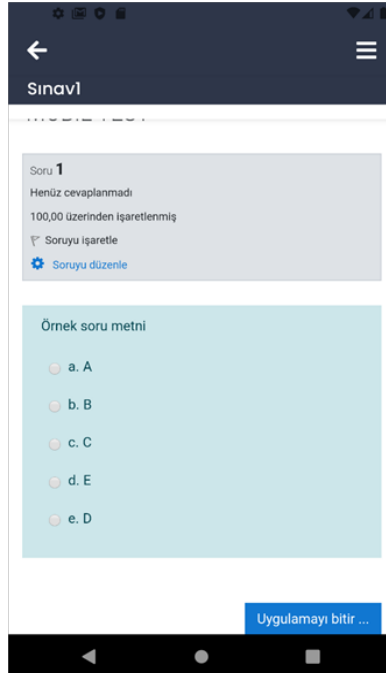 Sınav1
Soru 1
Henüz cevaplanmadı
100,00 üzerinden işaretlenmiş
Soruyu işaretle
Soruyu düzenle
Örnek soru metni
a. A
b. B
c. C
d. E
e. D
Uygulamayı bitir ...